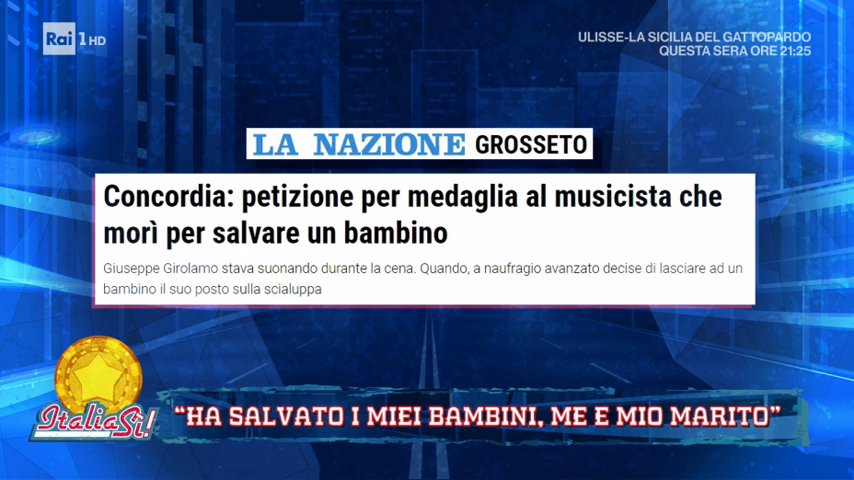 Rai 1 HD
ULISSE-LA SICILIA DEL GATTOPARDO
QUESTA SERA ORE 21:25
LA NAZIONE GROSSETO
Concordia: petizione per medaglia al musicista che
morì per salvare un bambino
Giuseppe Girolamo stava suonando durante la cena. Quando, a naufragio avanzato decise di lasciare ad un
bambino il suo posto sulla scialuppa
ItaliaSì!
“HA SALVATO I MIEI BAMBINI, ME E MIO MARITO”